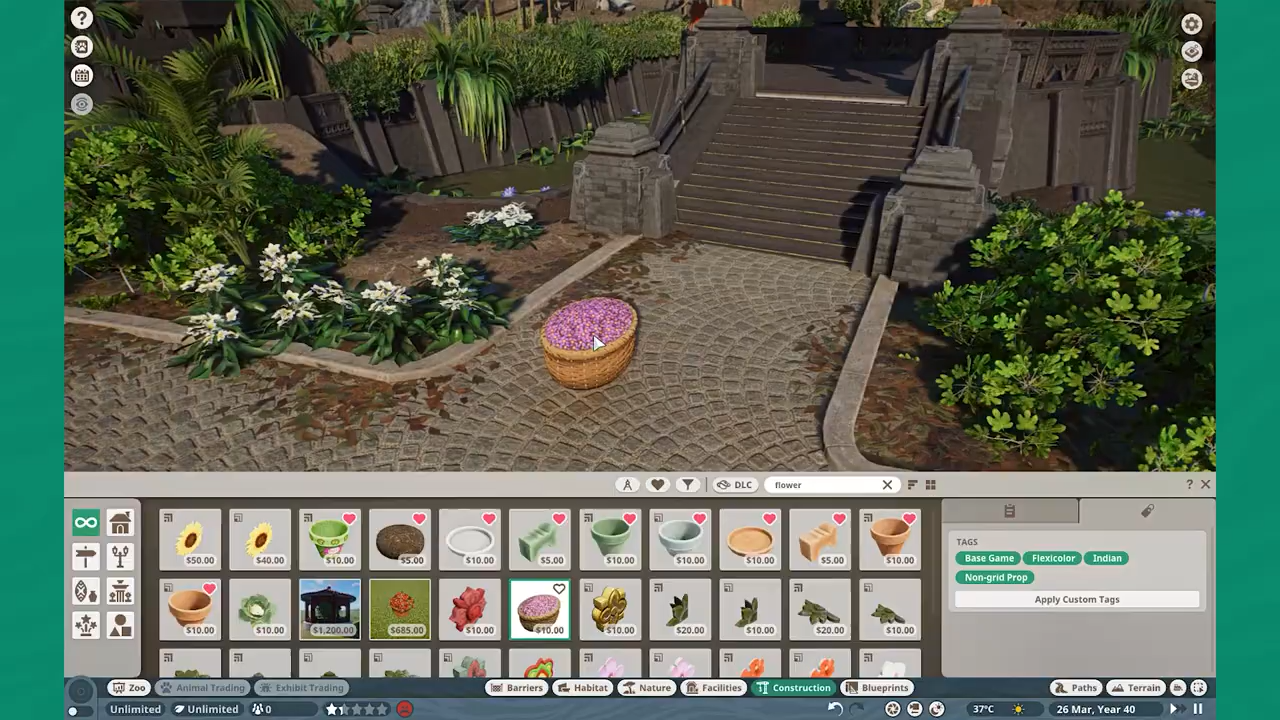 ?
DLC
flower
?
$50.00
$40.00
$10.00
$5.00
$10.00
$5.00
$10.00
$10.00
$10.00
$5.00
$10.00
$10.00
$10.00
$1,200.00
$685.00
$10.00
$10.00
$10.00
$20.00
$10.00
$20.00
$10.00
TAGS
Base Game
Flexicolor
Indian
Non-grid Prop
Apply Custom Tags
Zoo
Animal Trading
Exhibit Trading
Barriers
Habitat
Nature
Facilities
Construction
Blueprints
Paths
Terrain
Unlimited
Unlimited
0
37°C
26 Mar, Year 40